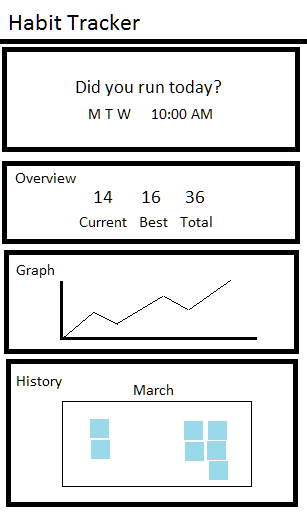 Habit Tracker
Did you run today?
M T W 10:00 AM
Overview
14 16 36
Current Best Total
Graph
History
March